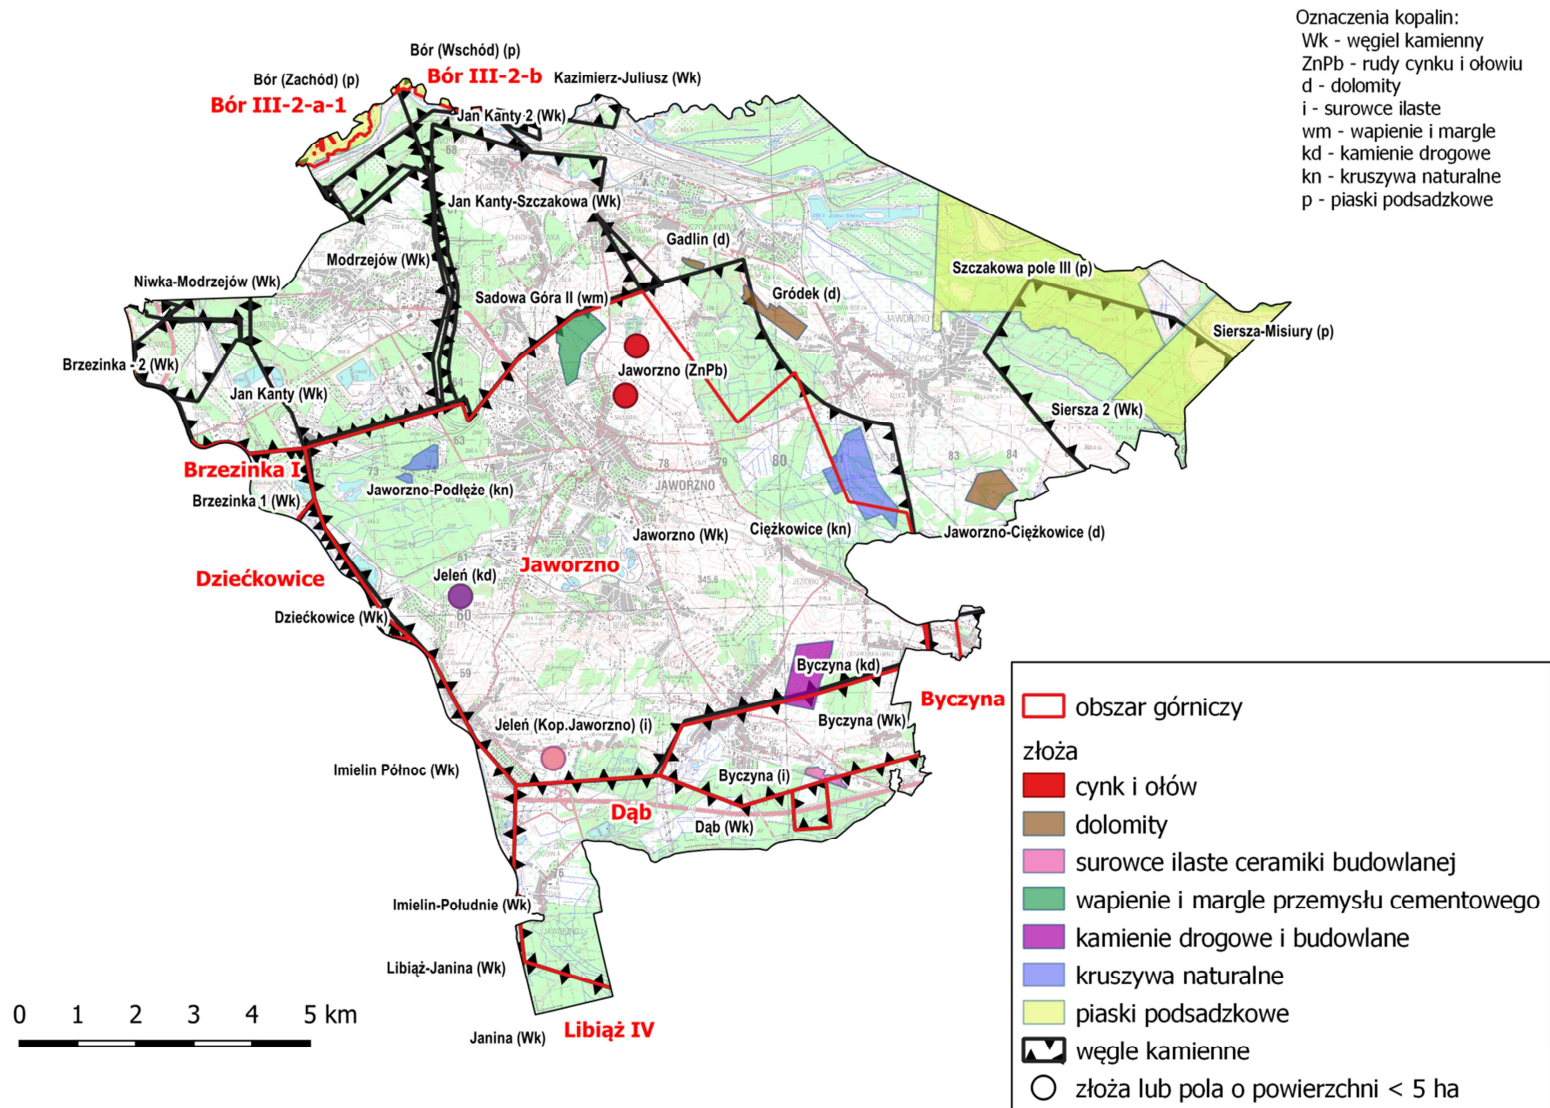 Oznaczenia kopalin:
Wk - węgiel kamienny
ZnPb - rudy cynku i ołowiu
d - dolomity
i - surowce ilaste
wm - wapienie i margle
kd - kamienie drogowe
kn - kruszywa naturalne
p - piaski podsadzkowe
Bór (Wschód) (p)
Bór III-2-b
Kazimierz-Juliusz (Wk)
Bór (Zachód) (p)
Bór III-2-a-1
Jan Kanty 2 (Wk)
Jan Kanty-Szczakowa (Wk)
Gadlin (d)
Modrzejów (Wk)
Szczakowa pole III (p)
Niwka-Modrzejów (Wk)
Sadowa Góra II (wm)
Gródek (d)
Siersza-Misiury (p)
Brzezinka - 2 (Wk)
Jaworzno (ZnPb)
Jan Kanty (Wk)
Siersza 2 (Wk)
Brzezinka I
Jaworzno-Podłęże (kn)
JAWORZNO
Brzezinka 1 (Wk)
Jaworzno (Wk)
Ciężkowice (kn)
Jaworzno-Ciężkowice (d)
Dziećkowice
Jeleń (kd)
Jaworzno
Dziećkowice (Wk)
Byczyna (kd)
Byczyna
Jeleń (Kop.Jaworzno) (i)
Byczyna (Wk)
Imielin Północ (Wk)
Byczyna (i)
Dąb
Dąb (Wk)
Imielin-Południe (Wk)
Libiąż-Janina (Wk)
Janina (Wk)
Libiąż IV
0 1 2 3 4 5 km
obszar górniczy
złoża
cynk i ołów
dolomity
surowce ilaste ceramiki budowlanej
wapienie i margle przemysłu cementowego
kamienie drogowe i budowlane
kruszywa naturalne
piaski podsadzkowe
węgle kamienne
złoża lub pola o powierzchni < 5 ha